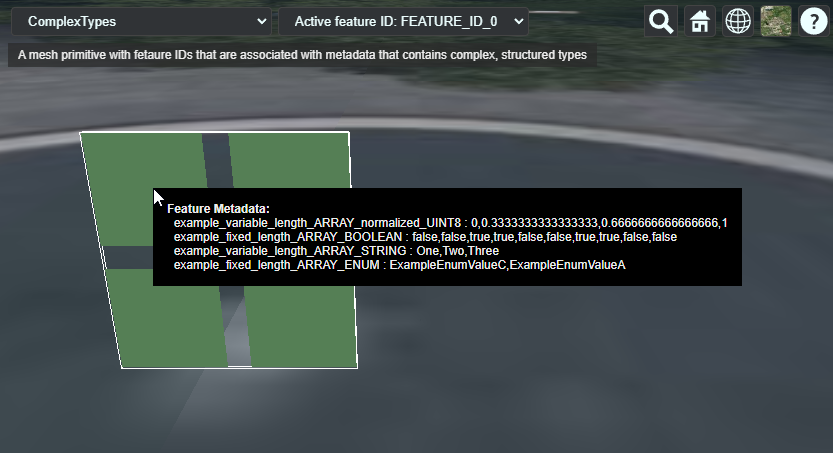 ComplexTypes
Active feature ID: FEATURE_ID_0
?
A mesh primitive with fetaure IDs that are associated with metadata that contains complex, structured types
Feature Metadata:
example_variable_length_ARRAY_normalized_UINT8 : 0,0.3333333333333333,0.6666666666666666,1
example_fixed_length_ARRAY_BOOLEAN : false,false,true,true,false,false,true,true,false,false
example_variable_length_ARRAY_STRING : One,Two,Three
example_fixed_length_ARRAY_ENUM : ExampleEnumValueC,ExampleEnumValueA